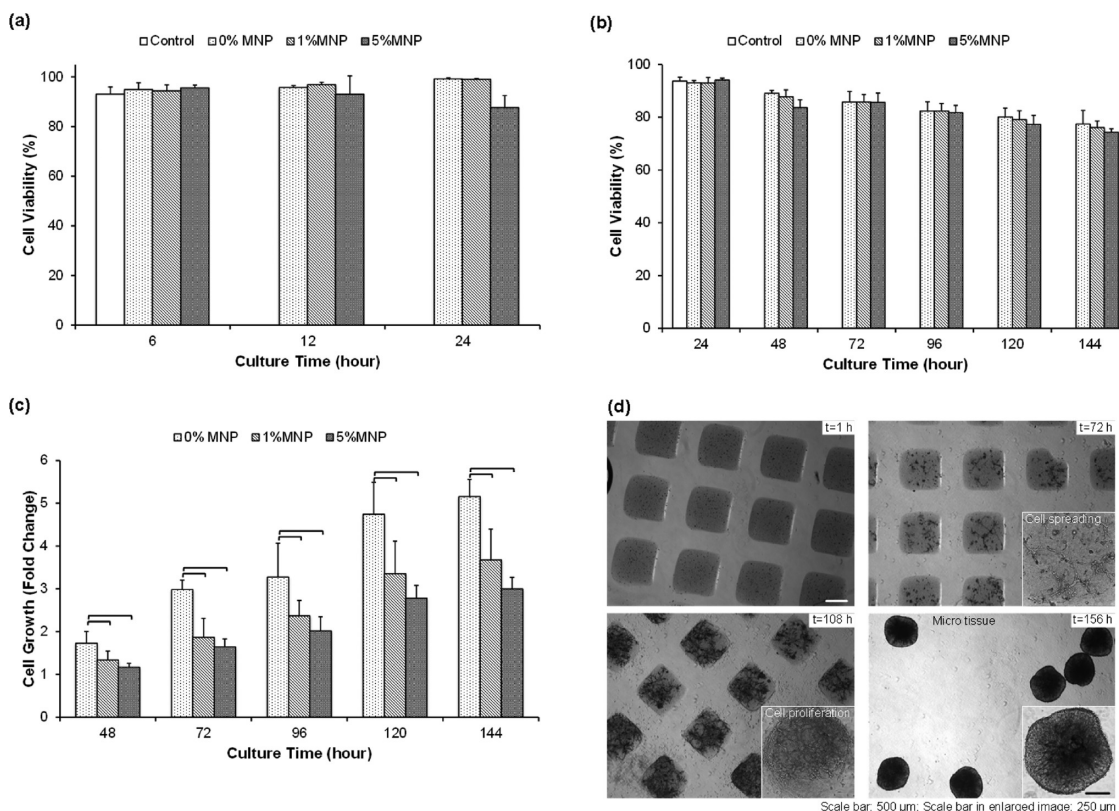 (a)
Control 0% MNP 1%MNP 5%MNP
Cell Viability (%)
100
80
60
40
20
0
6 12 24
Culture Time (hour)
(b)
Control 0% MNP 1%MNP 5%MNP
Cell Viability (%)
100
80
60
40
20
0
24 48 72 96 120 144
Culture Time (hour)
(c)
0% MNP 1%MNP 5%MNP
Cell Growth (Fold Change)
6
5
4
3
2
1
0
48 72 96 120 144
Culture Time (hour)
(d)
t=1 h
t=72 h
Cell spreading
t=108 h
Cell proliferation
Micro tissue
t=156 h
Scale bar: 500 µm; Scale bar in enlarged image: 250 µm